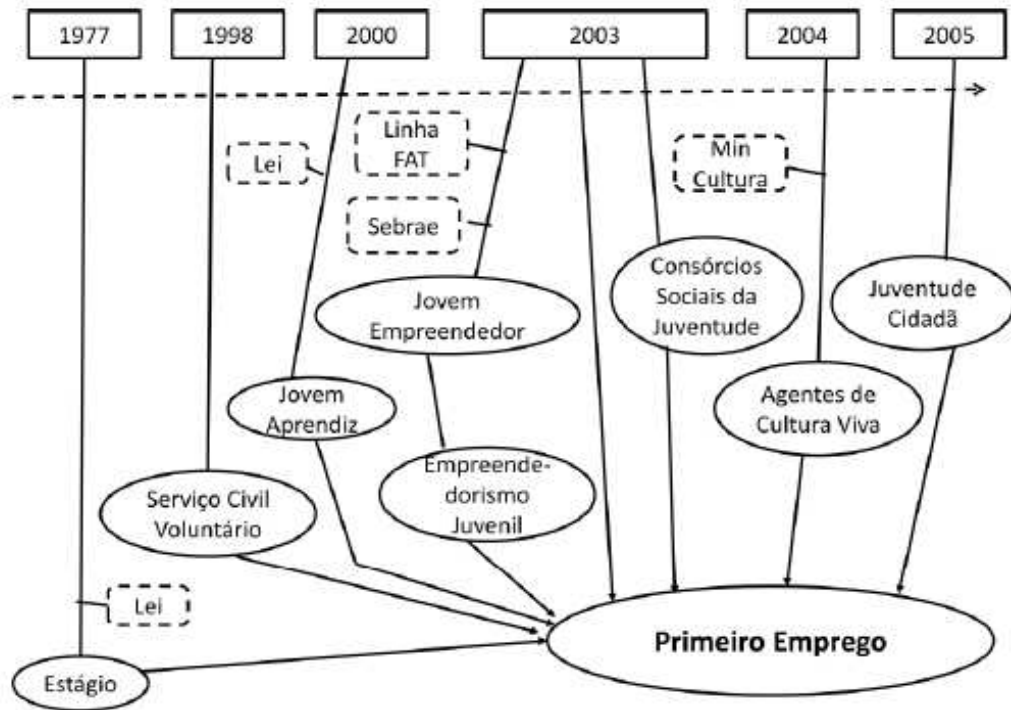 1977
1998
2000
2003
2004
2005
Lei
Linha
FAT
Sebrae
Min
Cultura
Jovem
Empreendedor
Consórcios
Sociais da
Juventude
Juventude
Cidadã
Jovem
Aprendiz
Agentes de
Cultura Viva
Empreende-
dorismo
Juvenil
Serviço Civil
Voluntário
Lei
Estágio
Primeiro Emprego